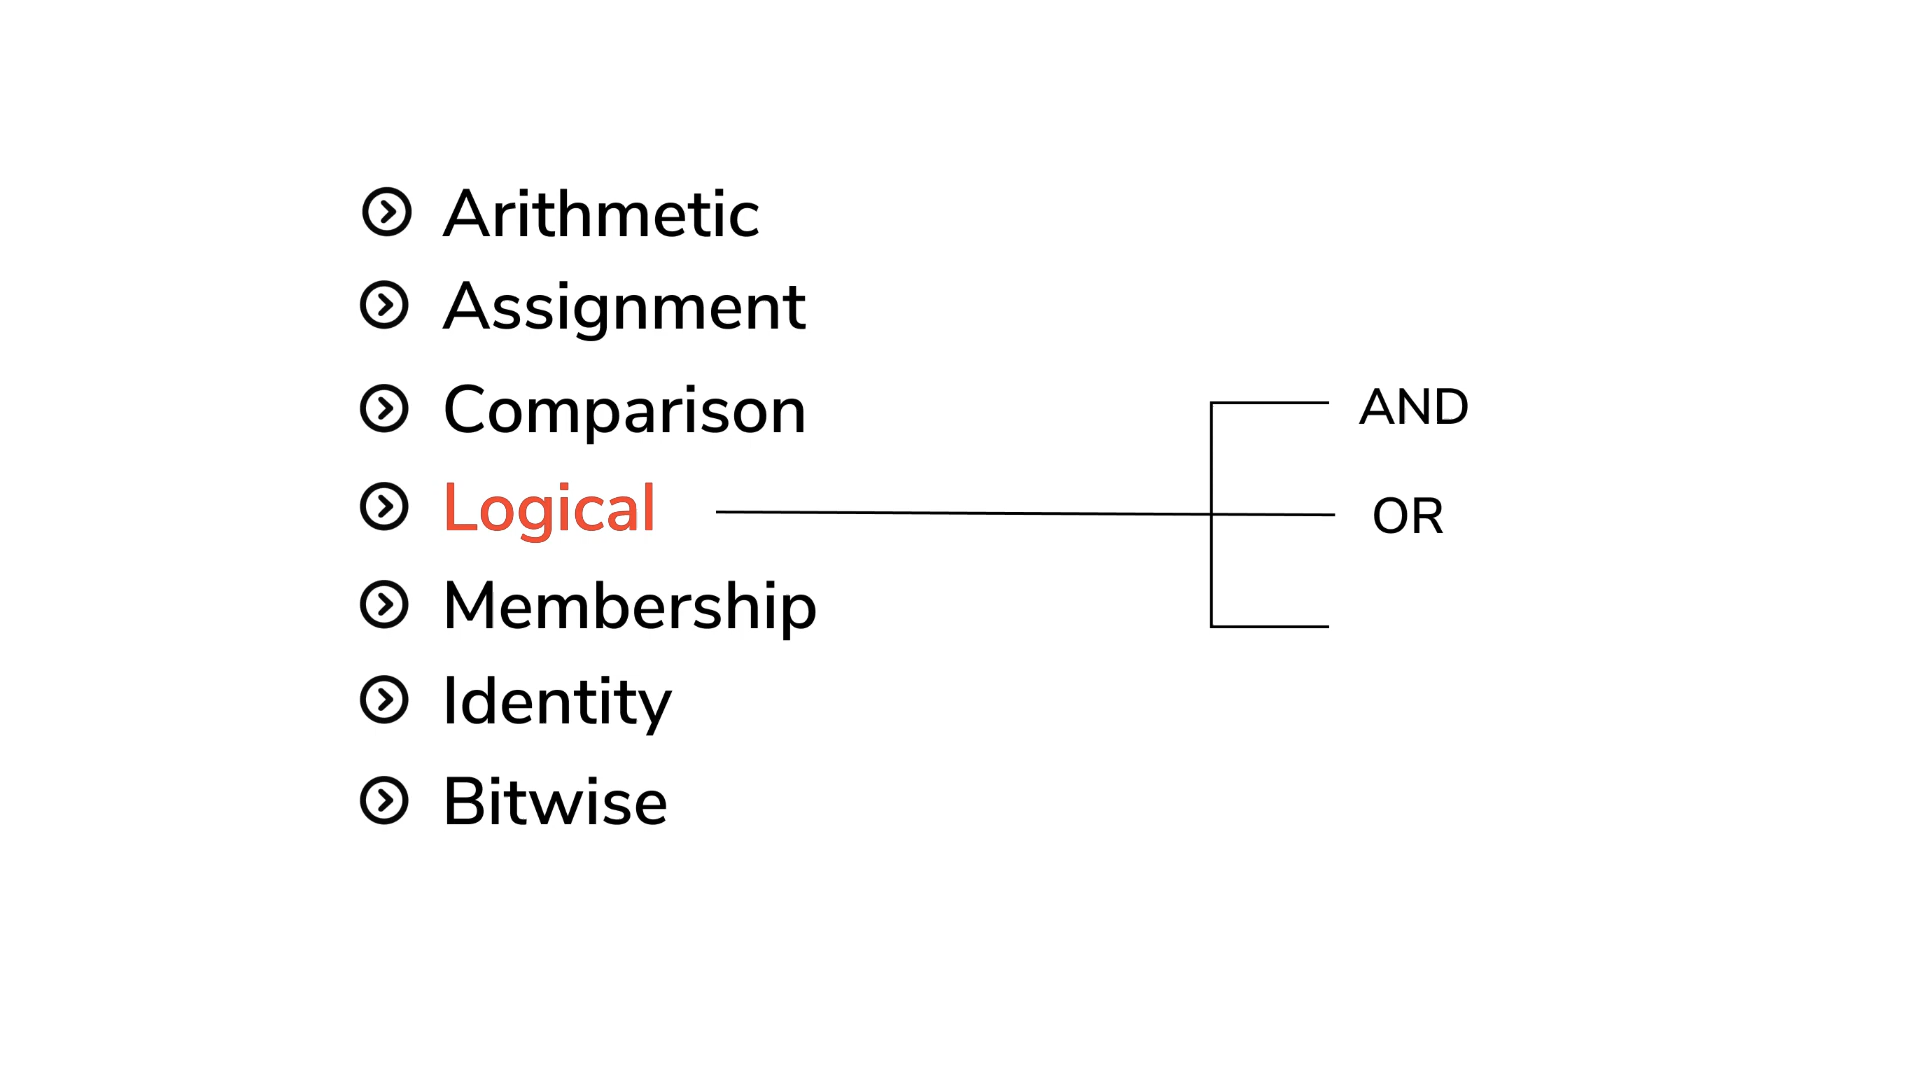 Arithmetic
Assignment
Comparison
Logical
Membership
Identity
Bitwise
AND
OR